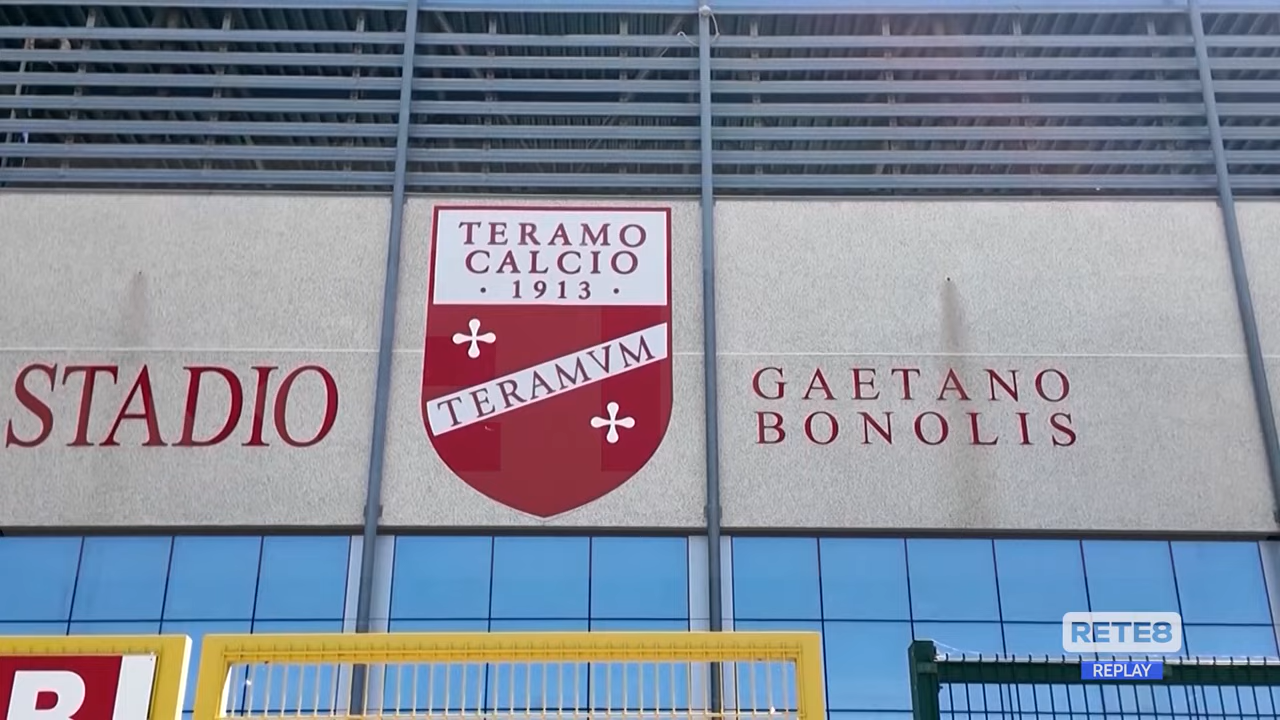 TERAMO
CALCIO
· 1913 ·
TERAMVM
STADIO
GAETANO
BONOLIS
B
RETE8
REPLAY